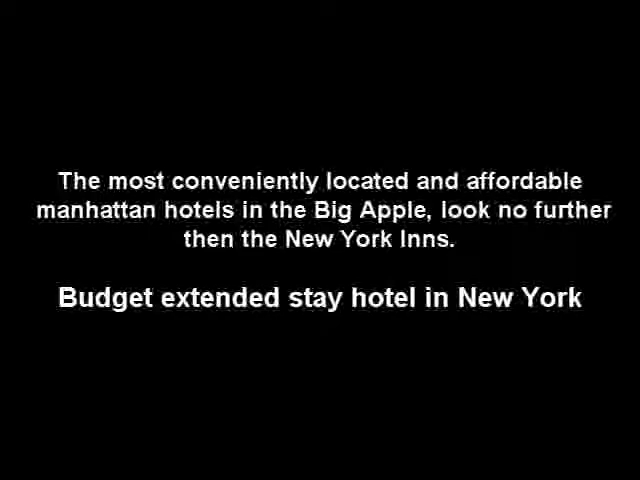 The most conveniently located and affordable
manhattan hotels in the Big Apple, look no further
then the New York Inns.
Budget extended stay hotel in New York